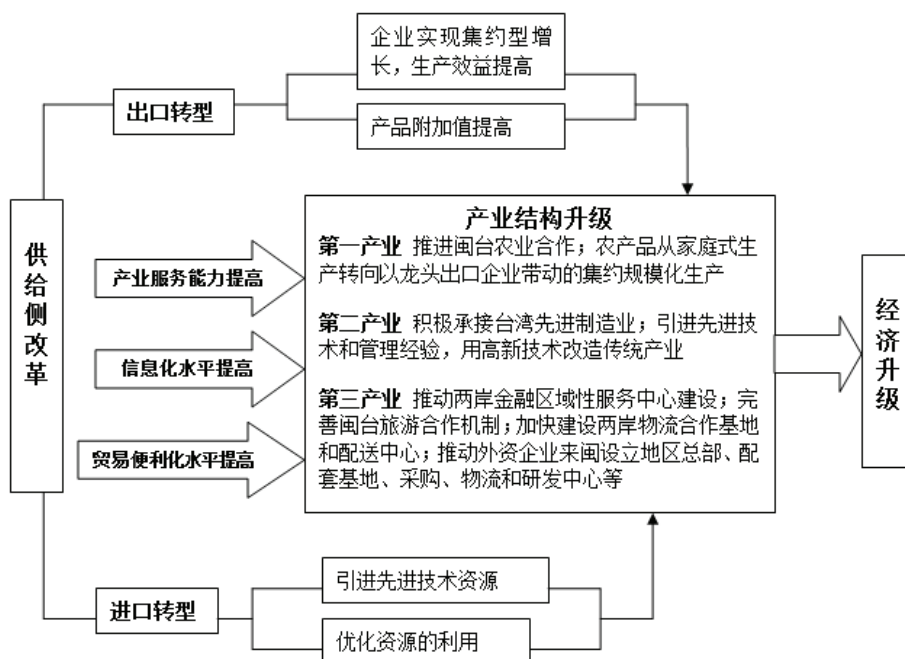 企业实现集约型增
长，生产效益提高
出口转型
产品附加值提高
供给侧改革
产业结构升级
第一产业 推进闽台农业合作；农产品从家庭式生
产转向以龙头出口企业带动的集约规模化生产
产业服务能力提高
第二产业 积极承接台湾先进制造业；引进先进技
术和管理经验，用高新技术改造传统产业
信息化水平提高
第三产业 推动两岸金融区域性服务中心建设；完
善闽台旅游合作机制；加快建设两岸物流合作基地
和配送中心；推动外资企业来闽设立地区总部、配
套基地、采购、物流和研发中心等
贸易便利化水平提高
经济升级
引进先进技术资源
进口转型
优化资源的利用